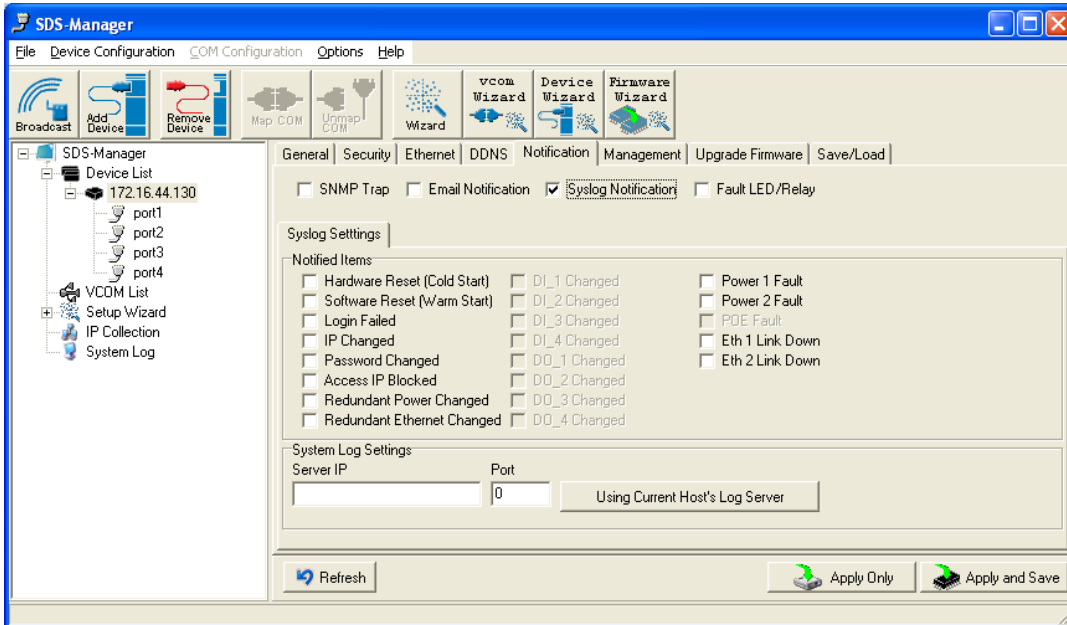 SDS-Manager
File Device Configuration COM Configuration Options Help
Broadcast
Add Device
Remove Device
Map COM
Unmap COM
Wizard
vcom Wizard
Device Wizard
Firmware Wizard
SDS-Manager
Device List
172.16.44.130
port1
port2
port3
port4
VCOM List
Setup Wizard
IP Collection
System Log
General Security Ethernet DDNS Notification Management Upgrade Firmware Save/Load
SNMP Trap Email Notification Syslog Notification Fault LED/Relay
Syslog Setttings
Notified Items
Hardware Reset (Cold Start) DI_1 Changed Power 1 Fault
Software Reset (Warm Start) DI_2 Changed Power 2 Fault
Login Failed DI_3 Changed POE Fault
IP Changed DI_4 Changed Eth 1 Link Down
Password Changed DO_1 Changed Eth 2 Link Down
Access IP Blocked DO_2 Changed
Redundant Power Changed DO_3 Changed
Redundant Ethernet Changed DO_4 Changed
System Log Settings
Server IP Port
0 Using Current Host's Log Server
Refresh Apply Only Apply and Save